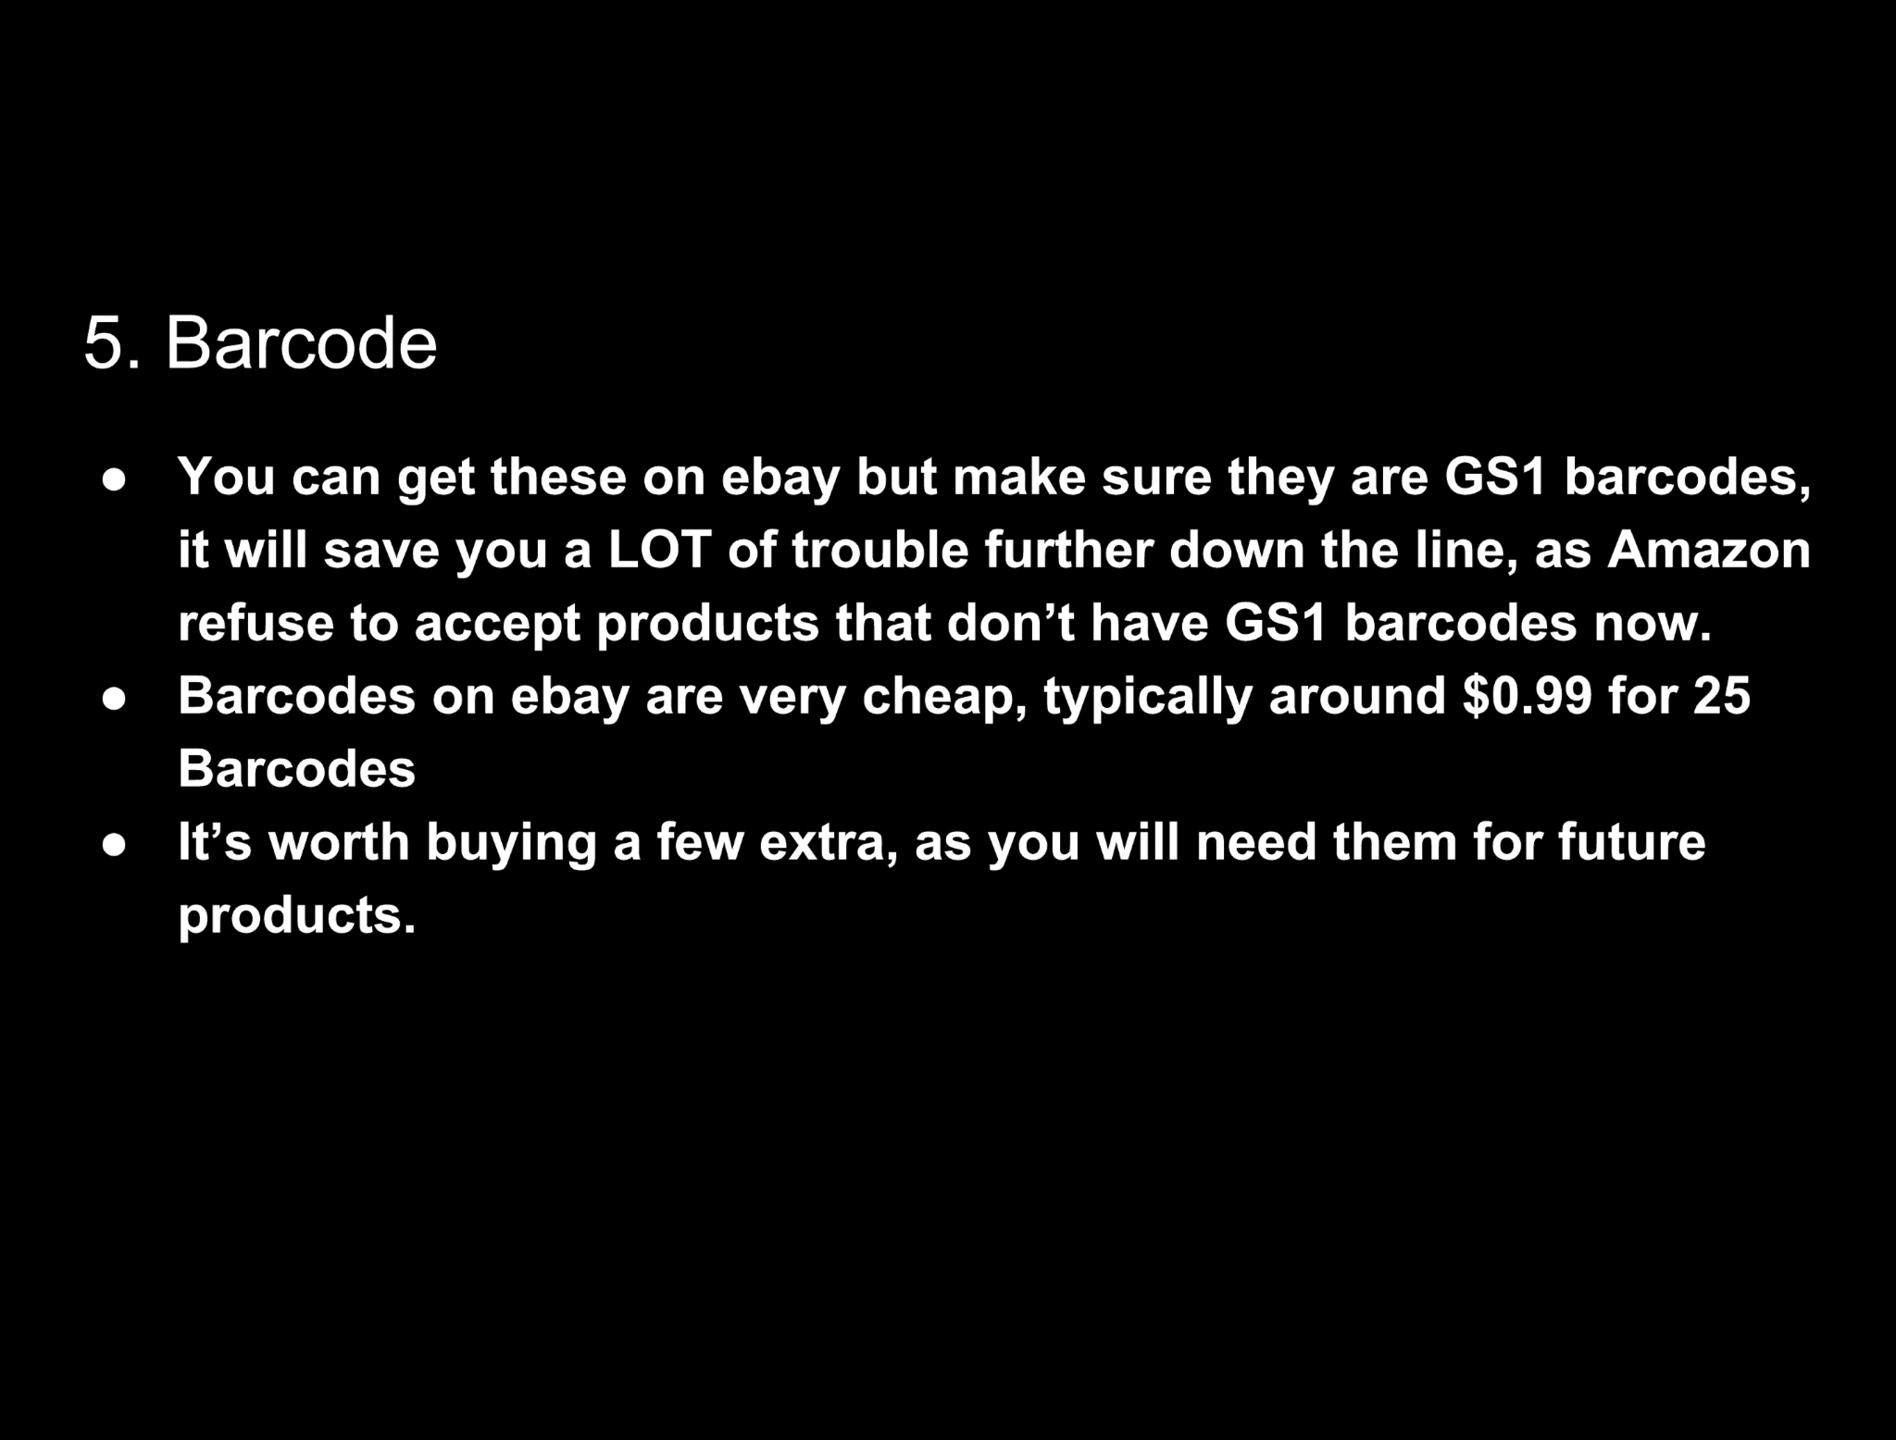 5. Barcode
● You can get these on ebay but make sure they are GS1 barcodes,
it will save you a LOT of trouble further down the line, as Amazon
refuse to accept products that don’t have GS1 barcodes now.
● Barcodes on ebay are very cheap, typically around $0.99 for 25
Barcodes
● It’s worth buying a few extra, as you will need them for future
products.